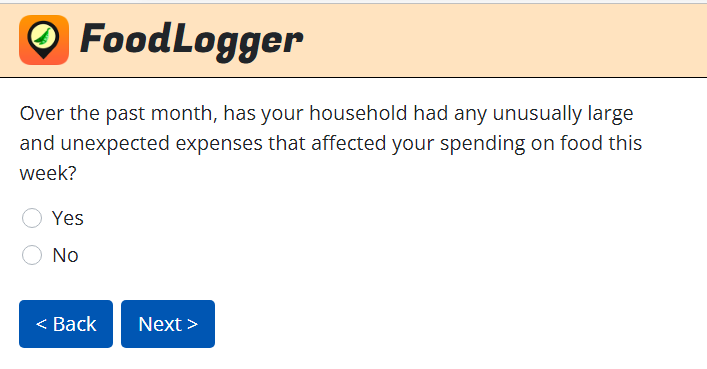 FoodLogger
Over the past month, has your household had any unusually large
and unexpected expenses that affected your spending on food this
week?
Yes
No
< Back
Next >